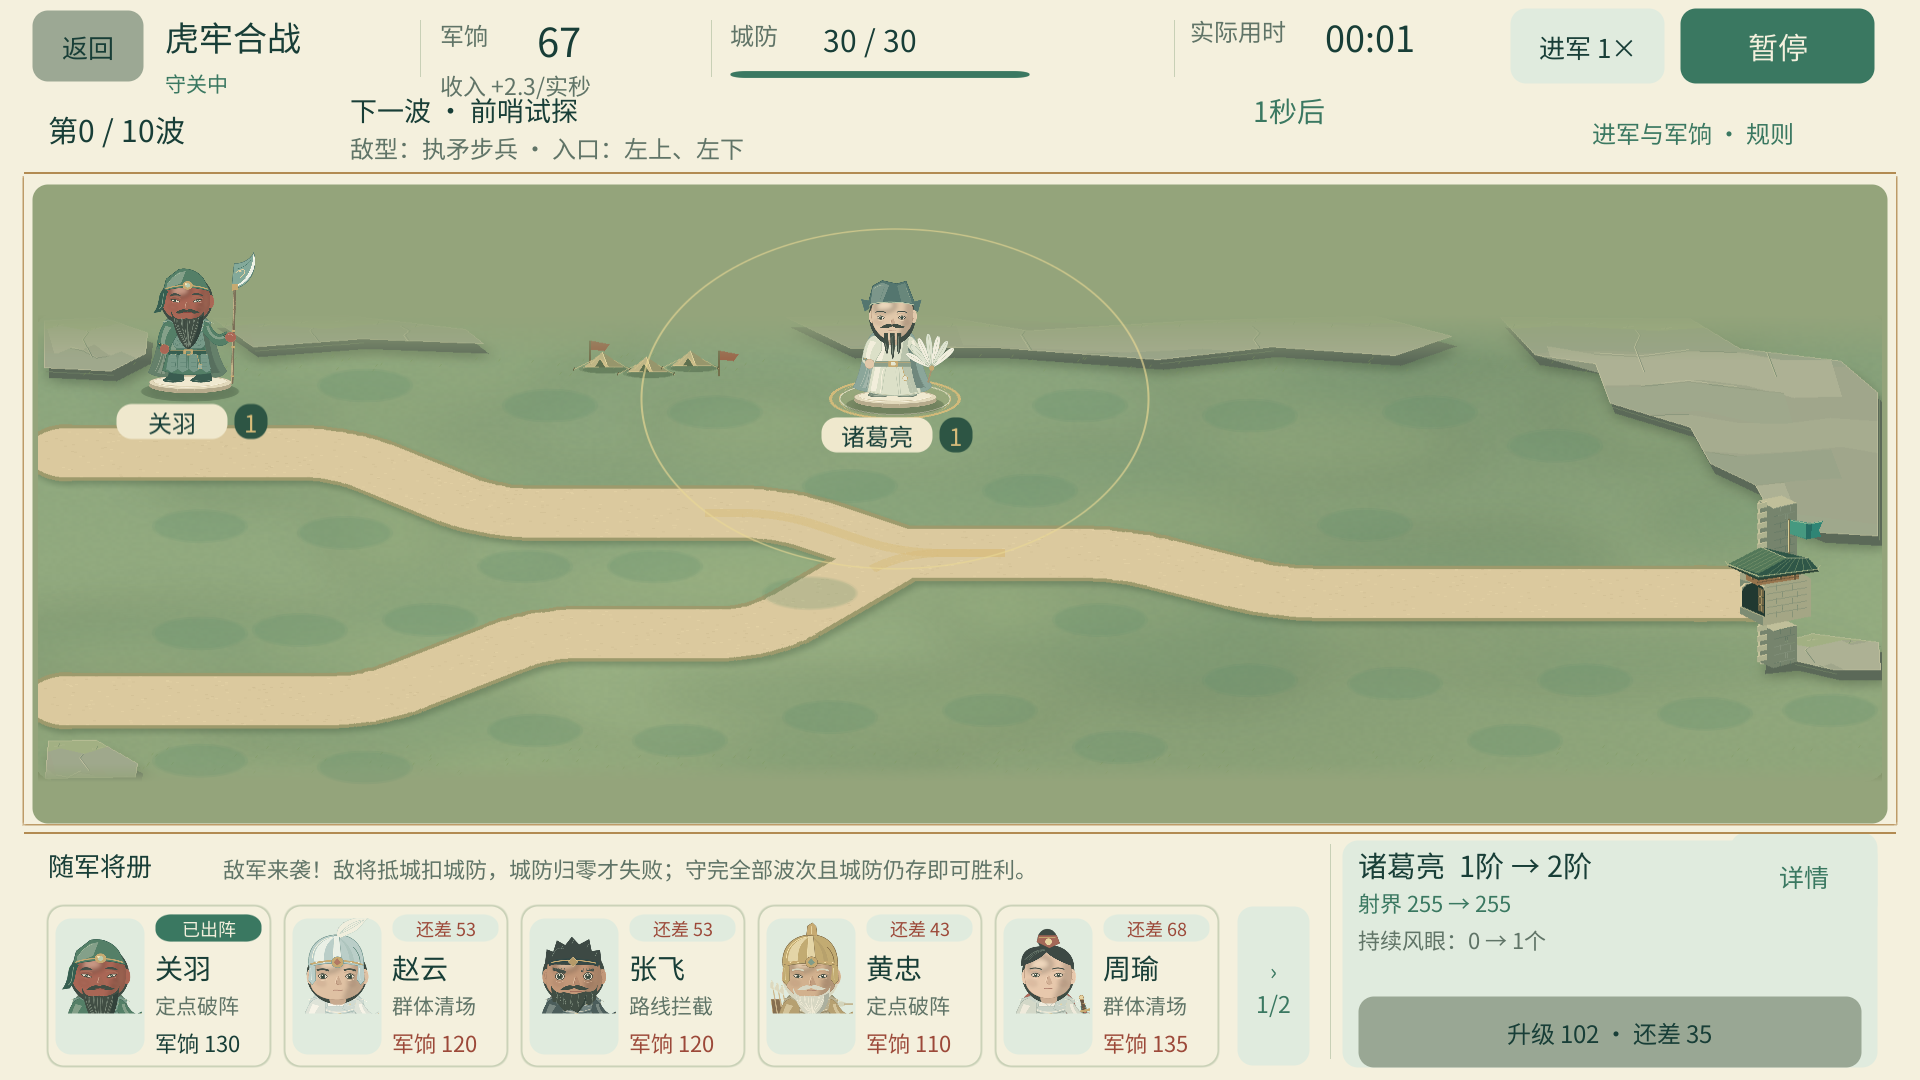 返回
虎牢合战
守关中
军饷 67
收入 +2.3/实秒
城防 30 / 30
实际用时 00:01
进军 1×
暂停
第0 / 10波
下一波 · 前哨试探
敌型：执矛步兵 · 入口：左上、左下
1秒后
进军与军饷 · 规则
关羽 1
诸葛亮 1
随军将册
敌军来袭！敌将抵城扣城防，城防归零才失败；守完全部波次且城防仍存即可胜利。
已出阵
关羽
定点破阵
军饷 130
还差 53
赵云
群体清场
军饷 120
还差 53
张飞
路线拦截
军饷 120
还差 43
黄忠
定点破阵
军饷 110
还差 68
周瑜
群体清场
军饷 135
›
1/2
诸葛亮 1阶 → 2阶
详情
射界 255 → 255
持续风眼：0 → 1个
升级 102 · 还差 35